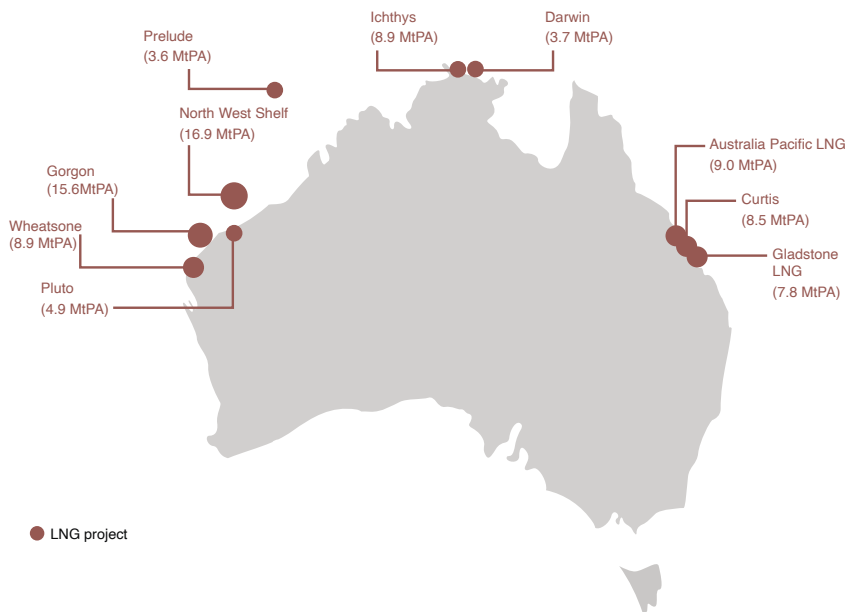 Ichthys
(8.9 MtPA)
Darwin
(3.7 MtPA)
Prelude
(3.6 MtPA)
North West Shelf
(16.9 MtPA)
Gorgon
(15.6MtPA)
Wheatsone
(8.9 MtPA)
Pluto
(4.9 MtPA)
Australia Pacific LNG
(9.0 MtPA)
Curtis
(8.5 MtPA)
Gladstone
LNG
(7.8 MtPA)
LNG project